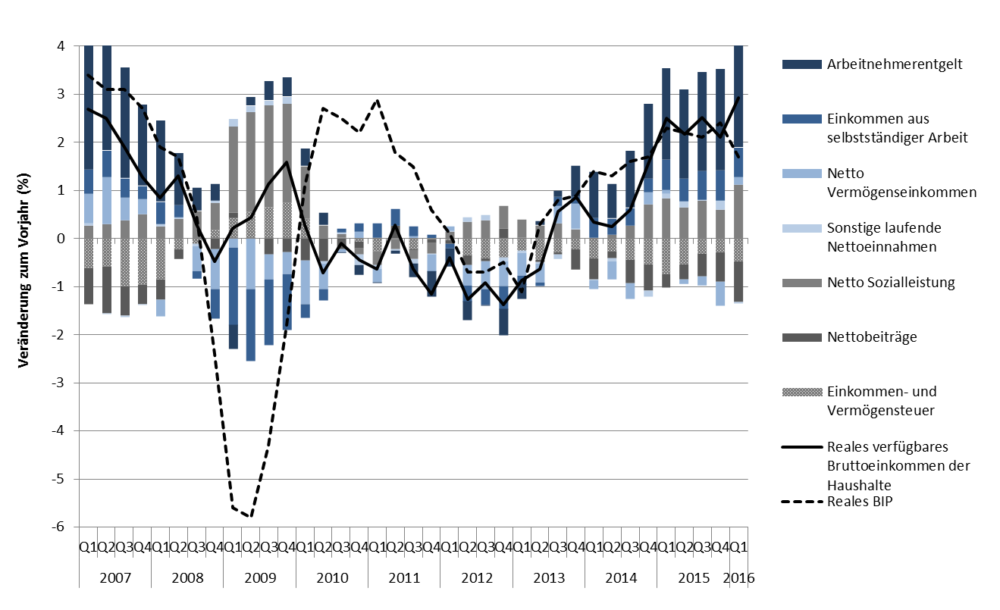 Veränderung zum Vorjahr (%)
4
3
2
1
0
-1
-2
-3
-4
-5
-6
Q1 Q2 Q3 Q4 Q1 Q2 Q3 Q4 Q1 Q2 Q3 Q4 Q1 Q2 Q3 Q4 Q1 Q2 Q3 Q4 Q1 Q2 Q3 Q4 Q1 Q2 Q3 Q4 Q1 Q2 Q3 Q4 Q1 Q2 Q3 Q4 Q1
2007 2008 2009 2010 2011 2012 2013 2014 2015 2016
Arbeitnehmerentgelt
Einkommen aus
selbstständiger Arbeit
Netto
Vermögenseinkommen
Sonstige laufende
Nettoeinnahmen
Netto Sozialleistung
Nettobeiträge
Einkommen- und
Vermögensteuer
Reales verfügbares
Bruttoeinkommen der
Haushalte
Reales BIP